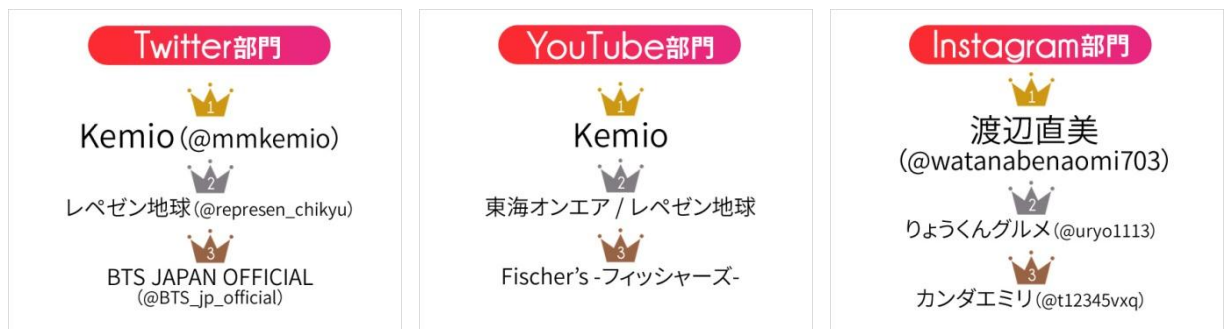 Twitter部門
1
Kemio(@mmkemio)
2
レペゼン地球(@represen_chikyu)
3
BTS JAPAN OFFICIAL
(@BTS_jp_official)
YouTube部門
1
Kemio
2
東海オンエア / レペゼン地球
3
Fischer's -フィッシャーズ-
Instagram部門
1
渡辺直美
(@watanabenaomi703)
2
りょうくんグルメ(@uryo1113)
3
カンダエミリ(@t12345vxq)